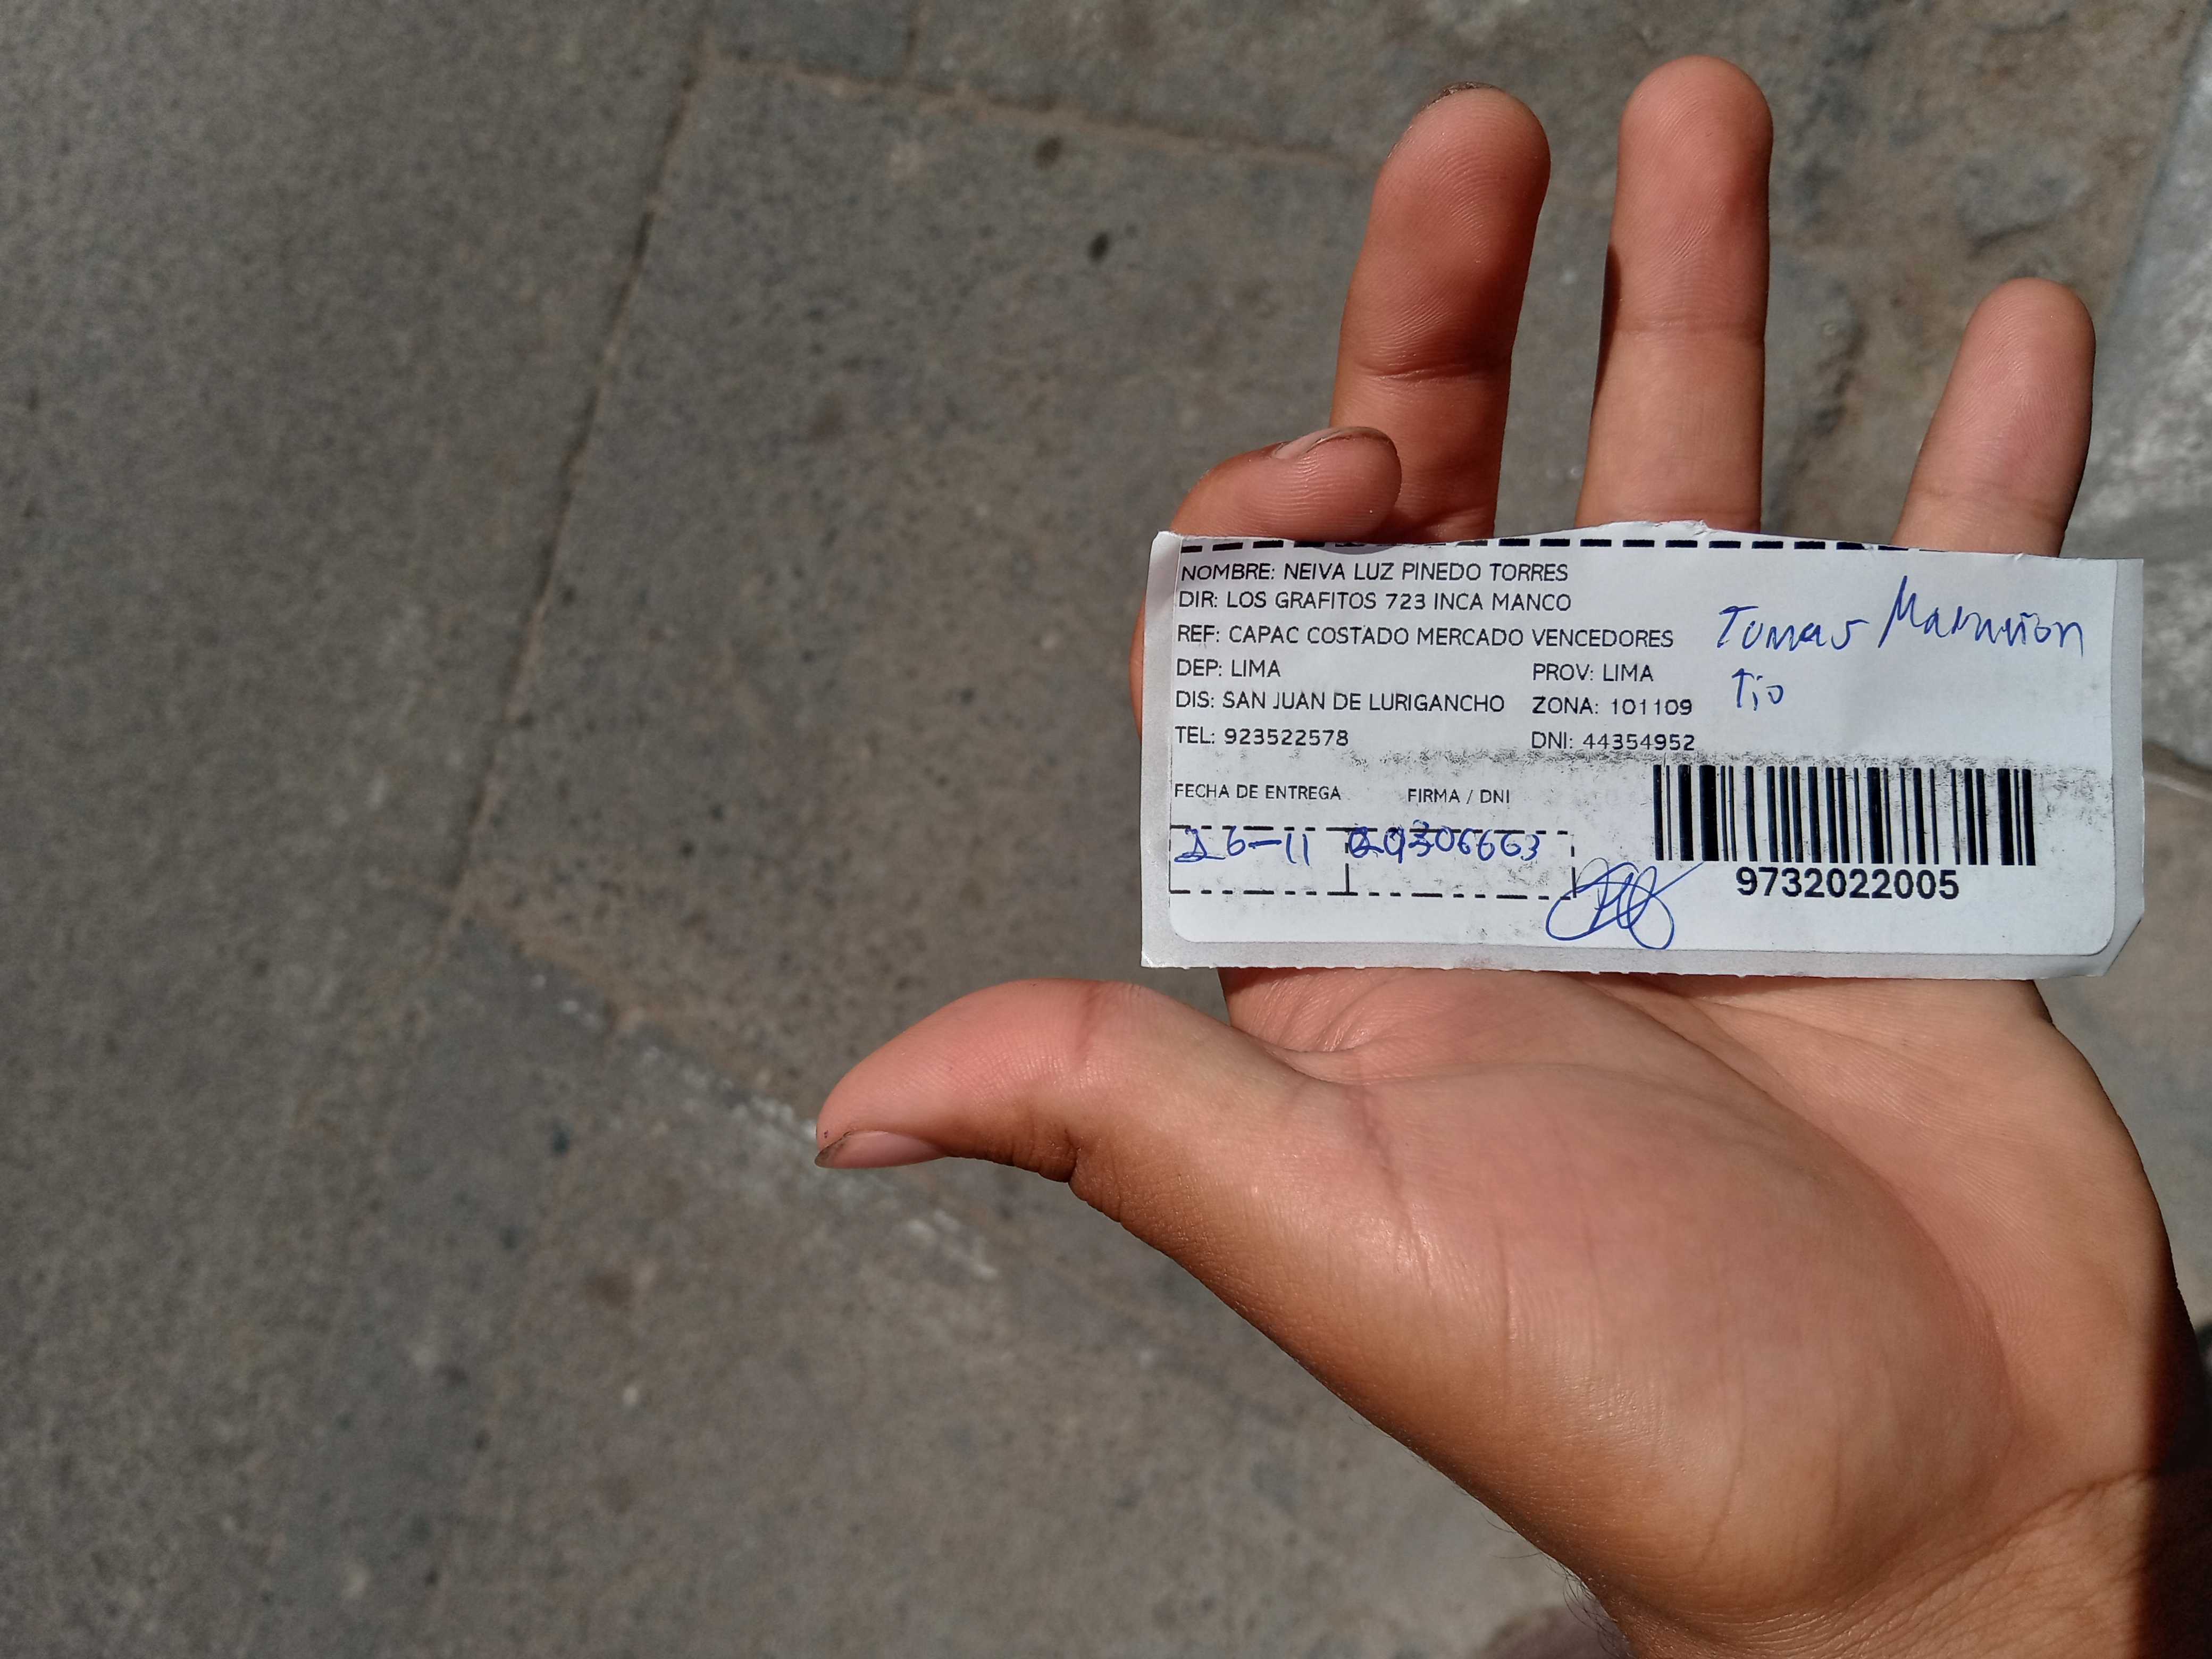 NOMBRE: NEIVA LUZ PINEDO TORRES
DIR: LOS GRAFITOS 723 INCA MANCO
REF: CAPAC COSTADO MERCADO VENCEDORES
DEP: LIMA PROV: LIMA
DIS: SAN JUAN DE LURIGANCHO ZONA: 101109
TEL: 923522578 DNI: 44354952
Tomas
Tio
FECHA DE ENTREGA FIRMA / DNI
26-11
9732022005